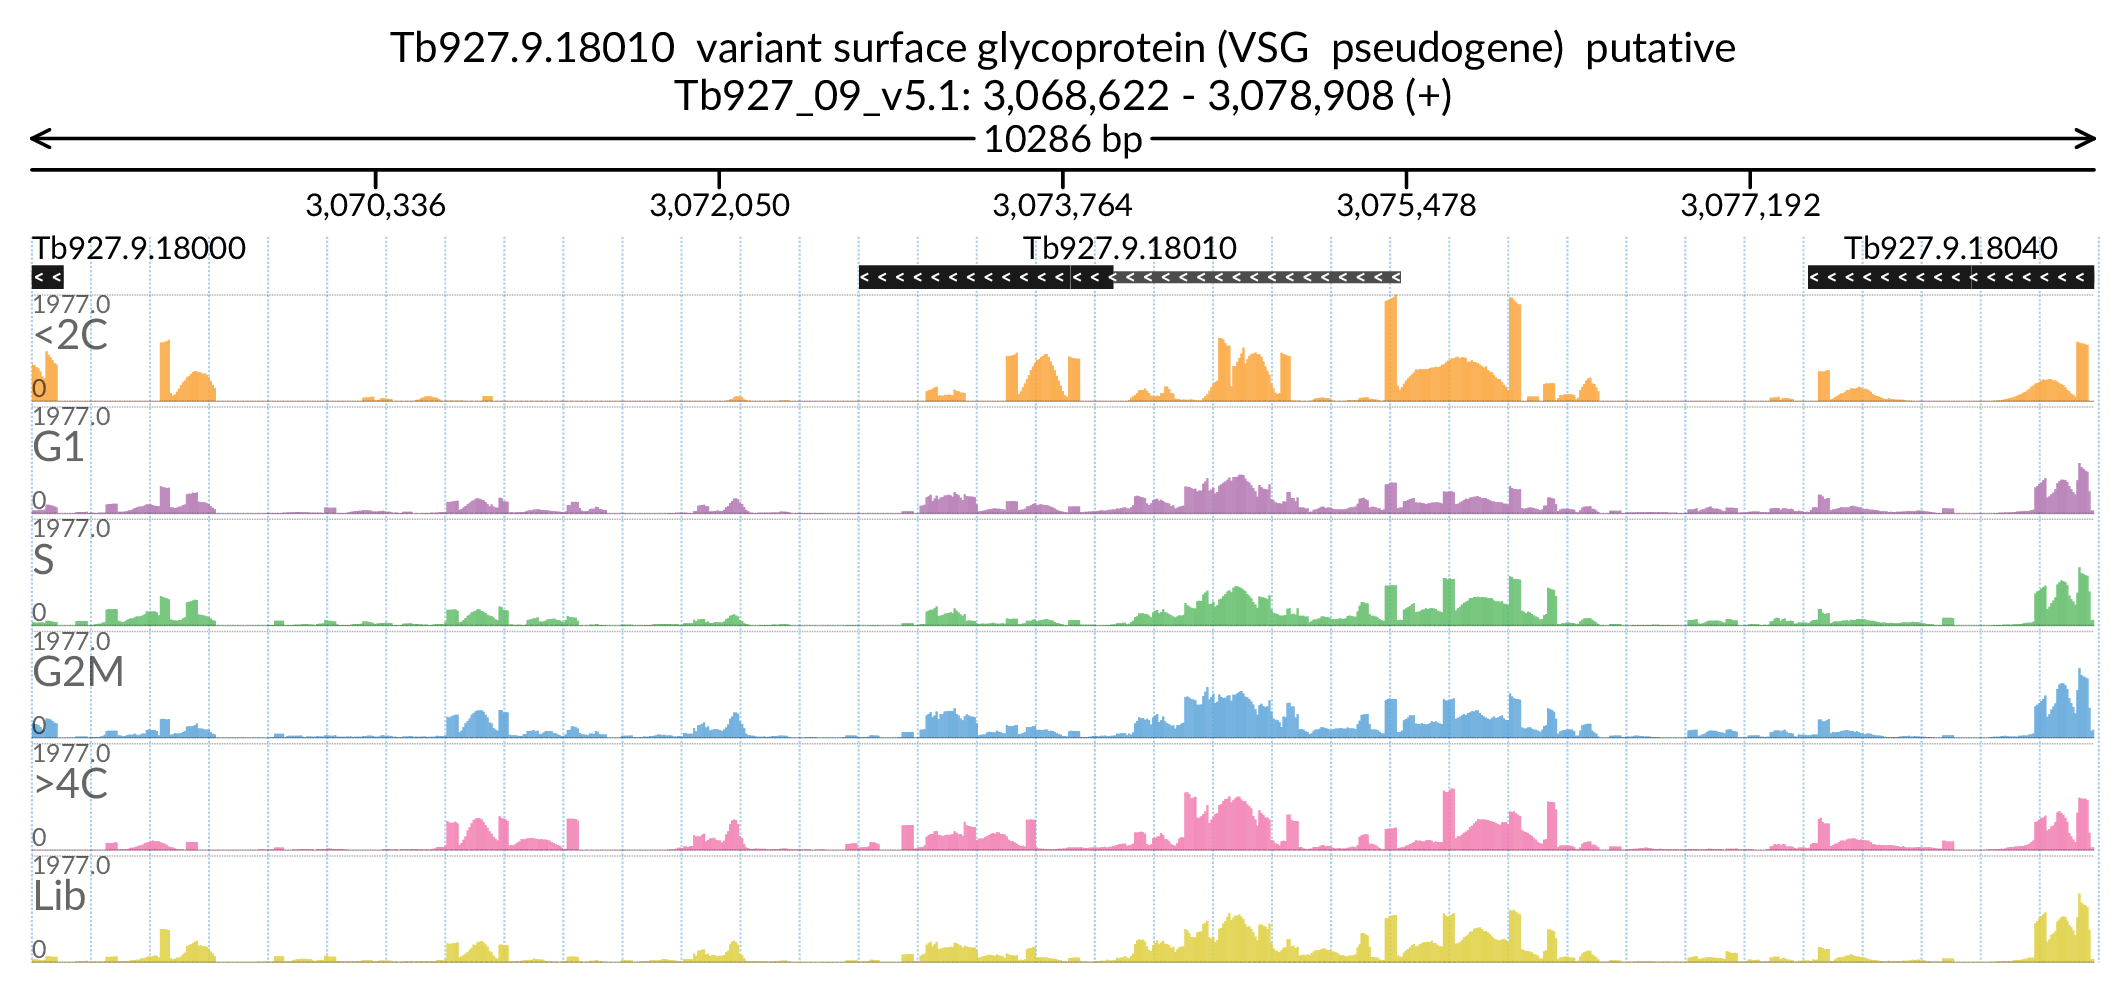 Tb927.9.18010 variant surface glycoprotein (VSG pseudogene) putative
Tb927_09_v5.1: 3,068,622 - 3,078,908 (+)
10286 bp
3,070,336 3,072,050 3,073,764 3,075,478 3,077,192
Tb927.9.18000 Tb927.9.18010 Tb927.9.18040
1977.0
<2C
0
1977.0
G1
0
1977.0
S
0
1977.0
G2M
0
1977.0
>4C
0
1977.0
Lib
0